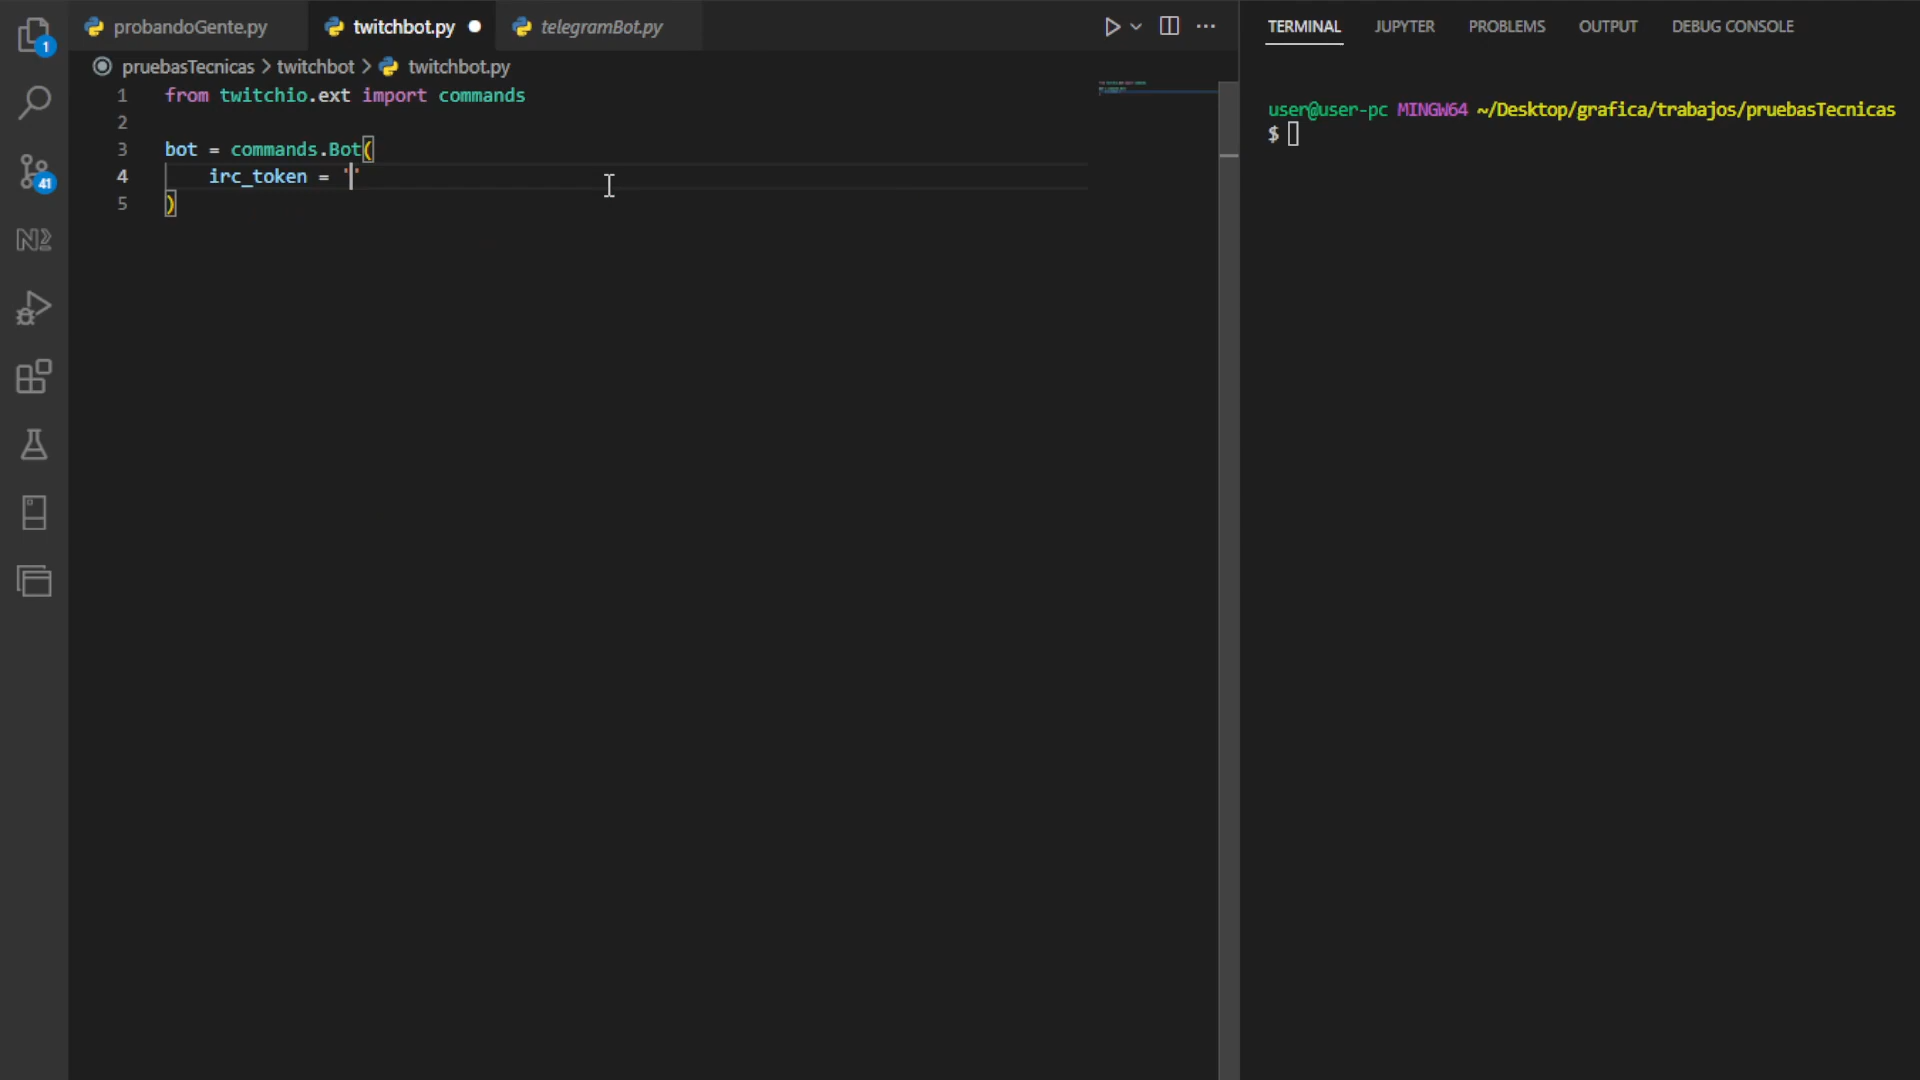 probandoGente.py
twitchbot.py
telegramBot.py
pruebasTecnicas > twitchbot > twitchbot.py
1 from twitchio.ext import commands
2
3 bot = commands.Bot(
4 irc_token = ''
5 )
1
41
TERMINAL JUPYTER PROBLEMS OUTPUT DEBUG CONSOLE
user@user-pc MINGW64 ~/Desktop/grafica/trabajos/pruebasTecnicas
$